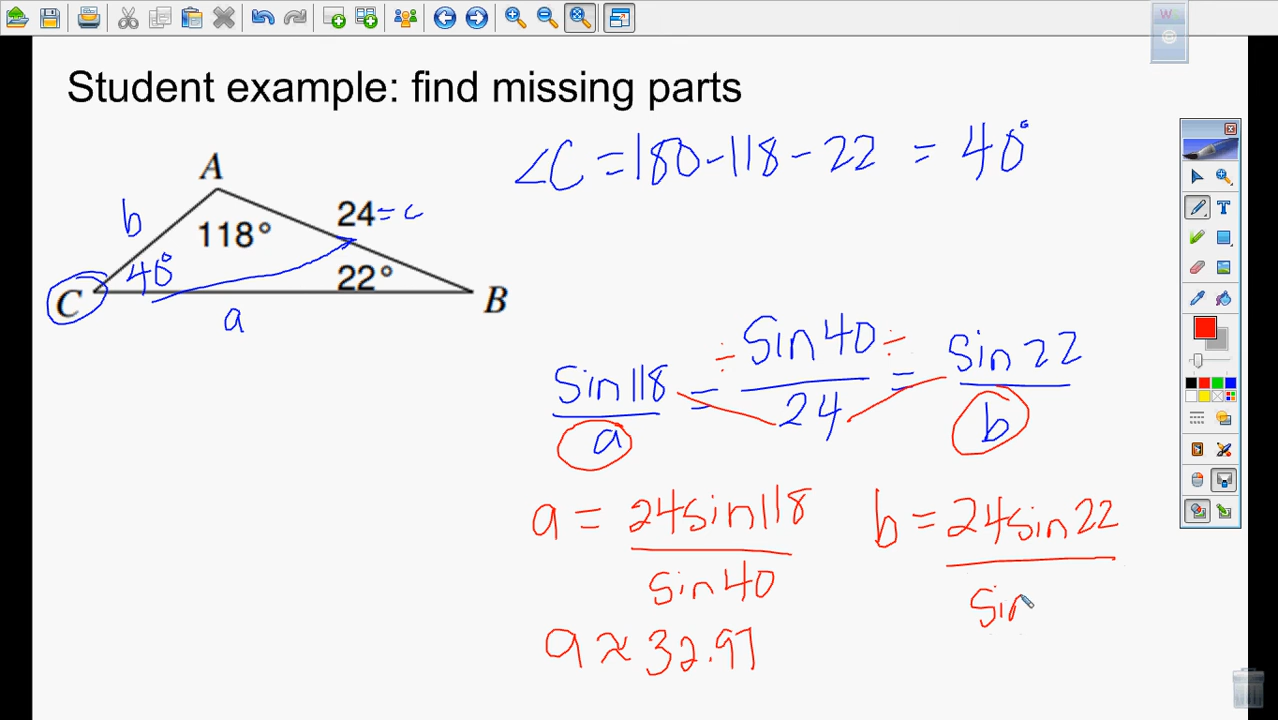 Student example: find missing parts
∠C = 180 - 118 - 22 = 40°
A
b
24 = c
118°
40°
22°
C
B
a
Sin 118 / a = Sin 40 / 24 = Sin 22 / b
÷ ÷
a = 24 sin 118 / sin 40
b = 24 sin 22 / sin
a ≈ 32.97